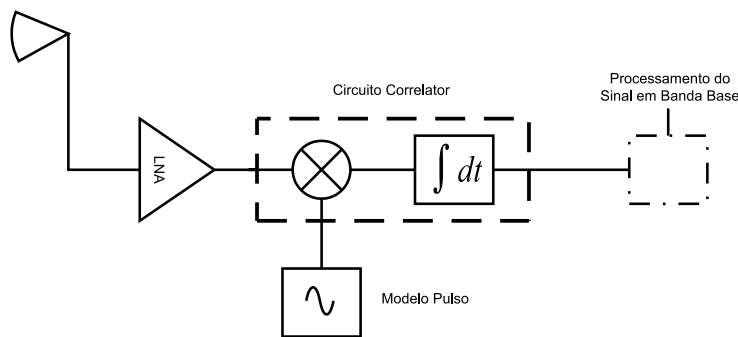 Processamento do
Sinal em Banda Base
Circuito Correlator
LNA
∫ dt
Modelo Pulso